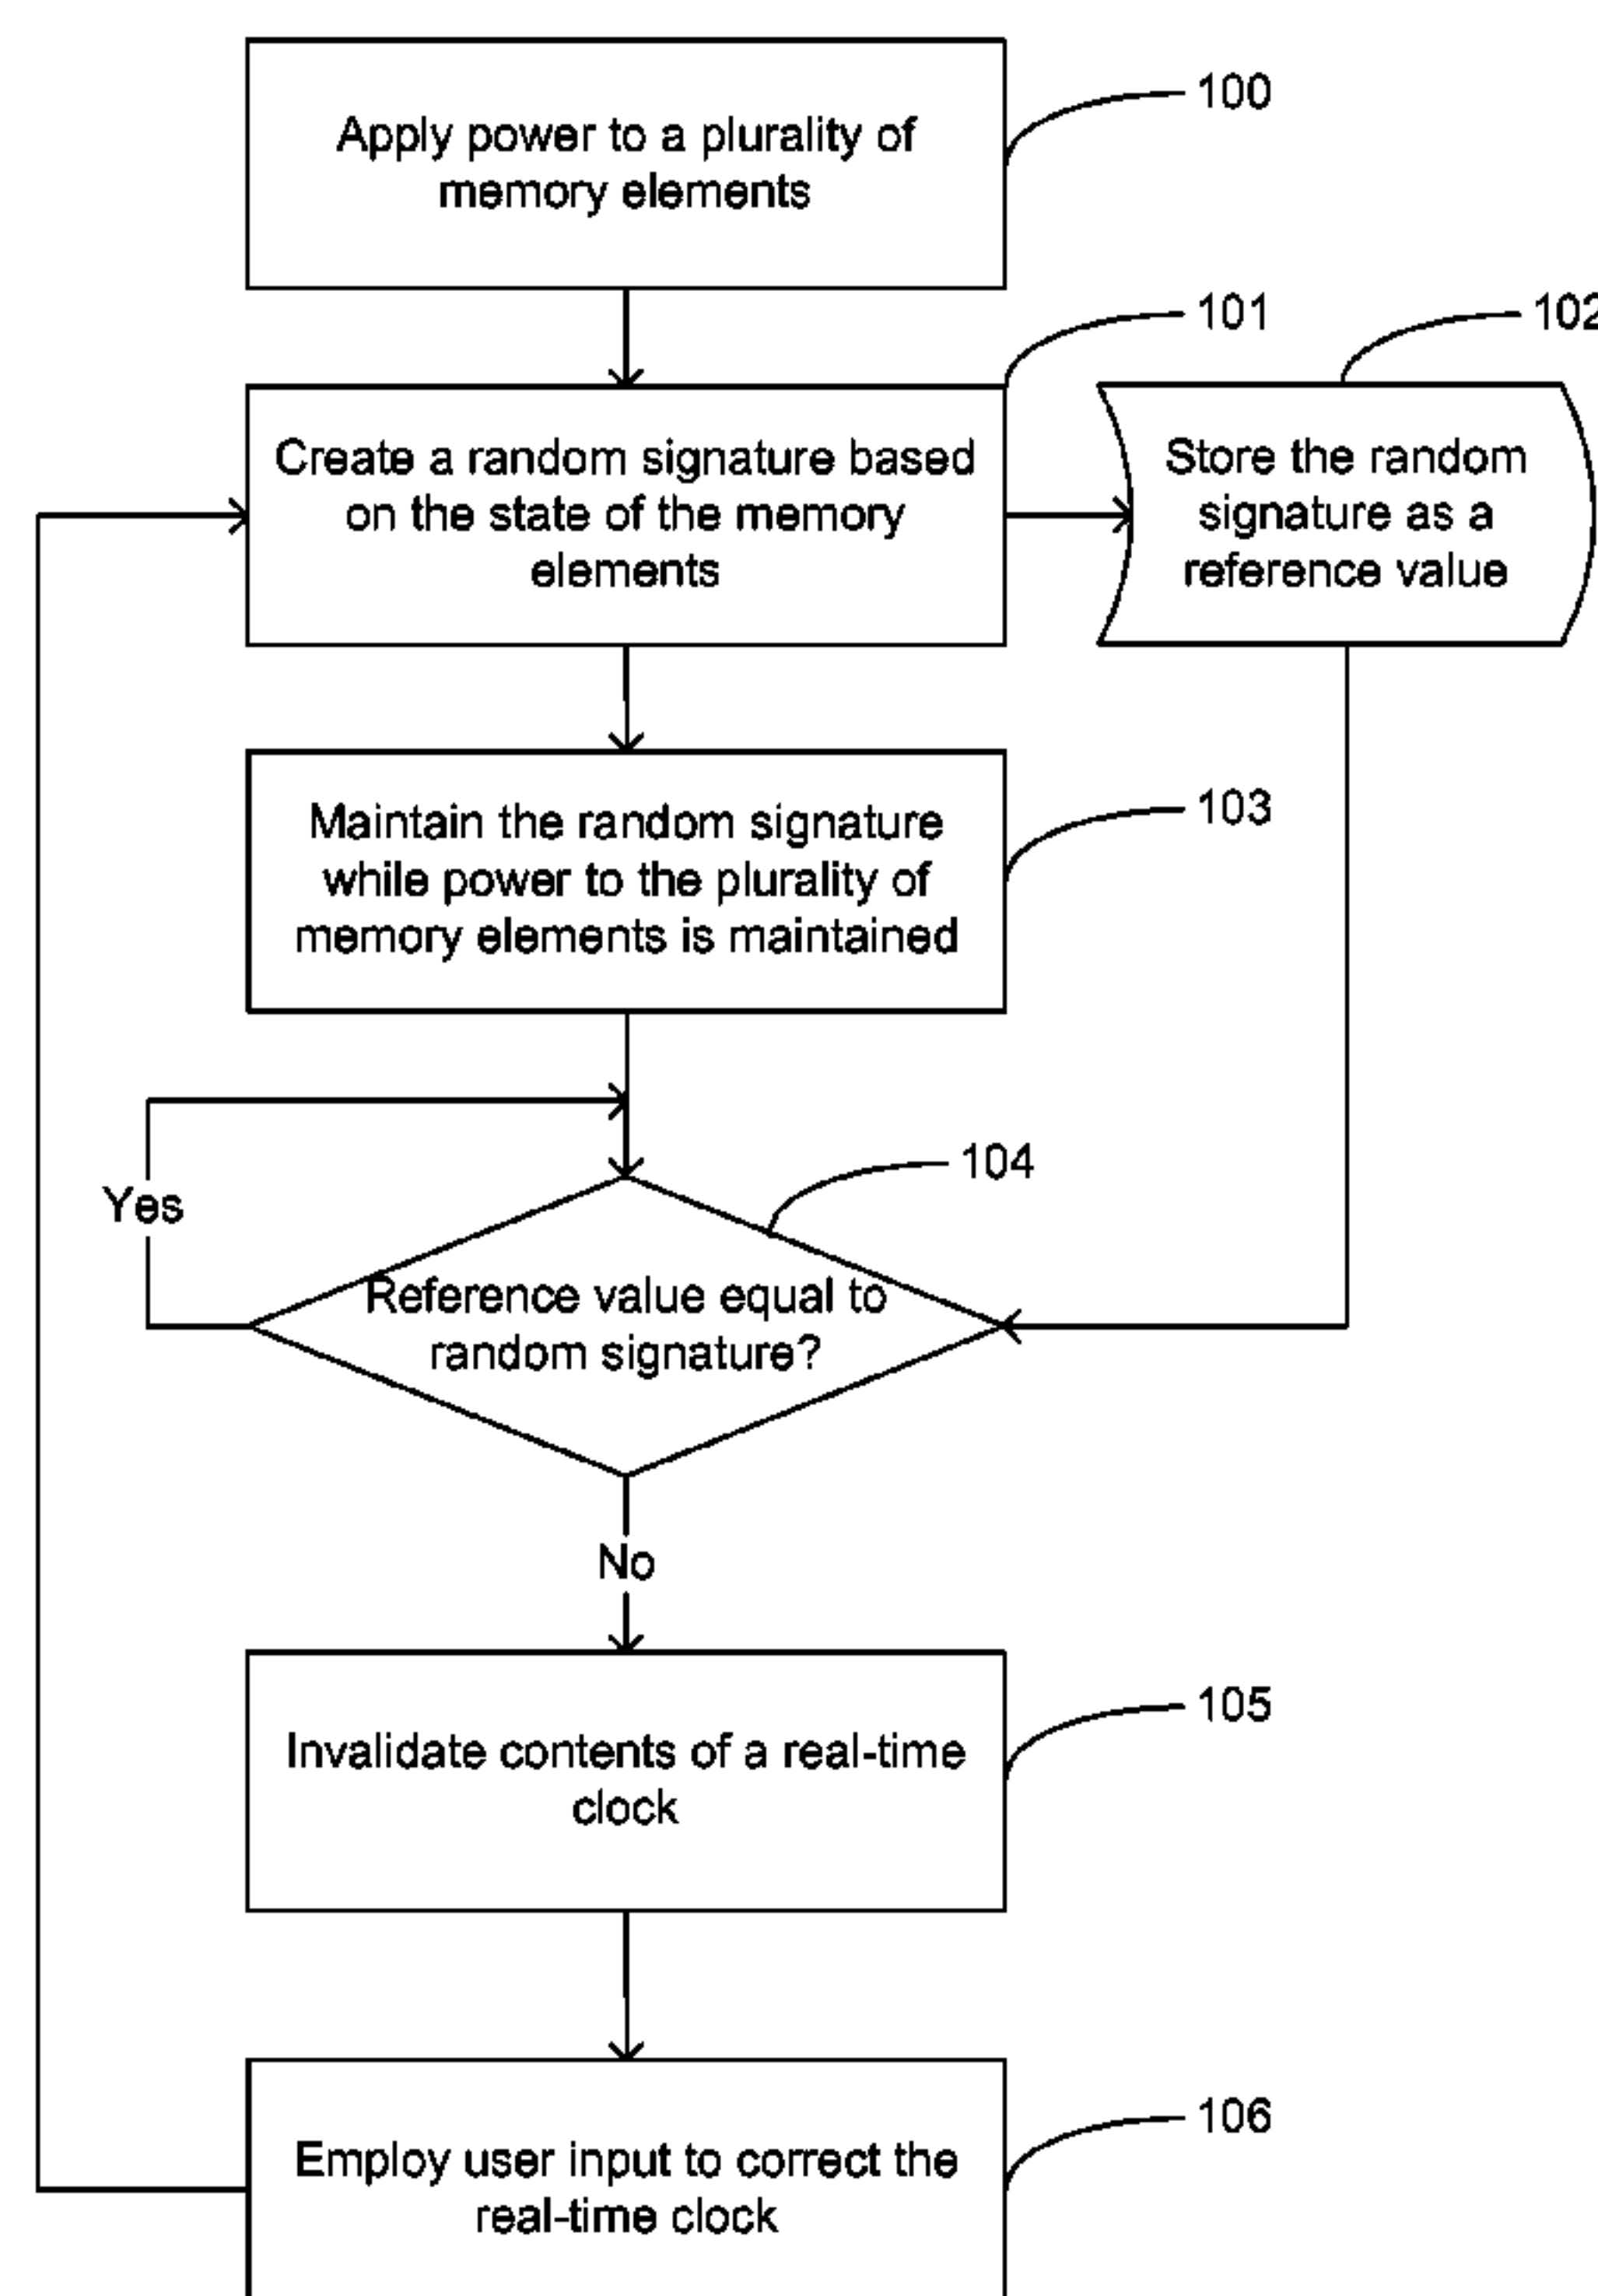 Apply power to a plurality of
memory elements
100
101
102
Create a random signature based
on the state of the memory
elements
Store the random
signature as a
reference value
Maintain the random signature
while power to the plurality of
memory elements is maintained
103
104
Yes
Reference value equal to
random signature?
No
Invalidate contents of a real-time
clock
105
Employ user input to correct the
real-time clock
106